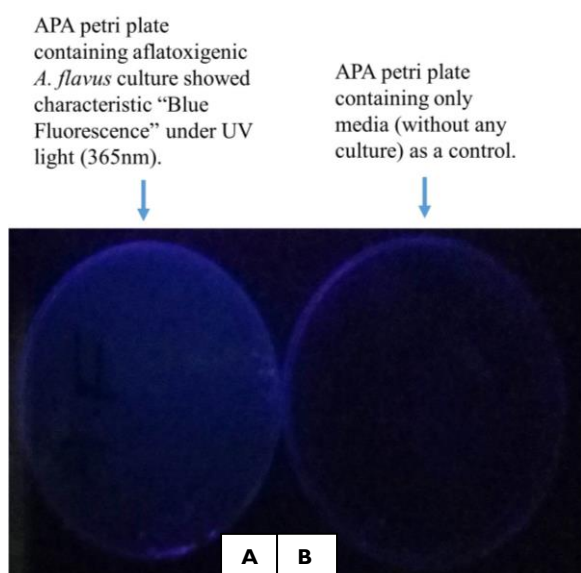 APA petri plate
containing aflatoxigenic
A. flavus culture showed
characteristic “Blue
Fluorescence” under UV
light (365nm).
APA petri plate
containing only
media (without any
culture) as a control.
A B